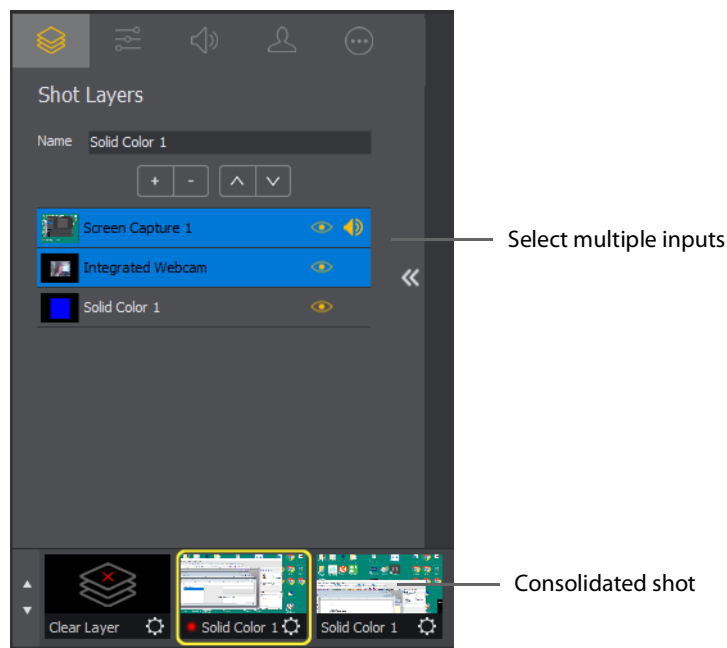 Shot Layers
Name Solid Color 1
+ -
Screen Capture 1
Select multiple inputs
Integrated Webcam
Solid Color 1
Consolidated shot
Clear Layer Solid Color 1 Solid Color 1